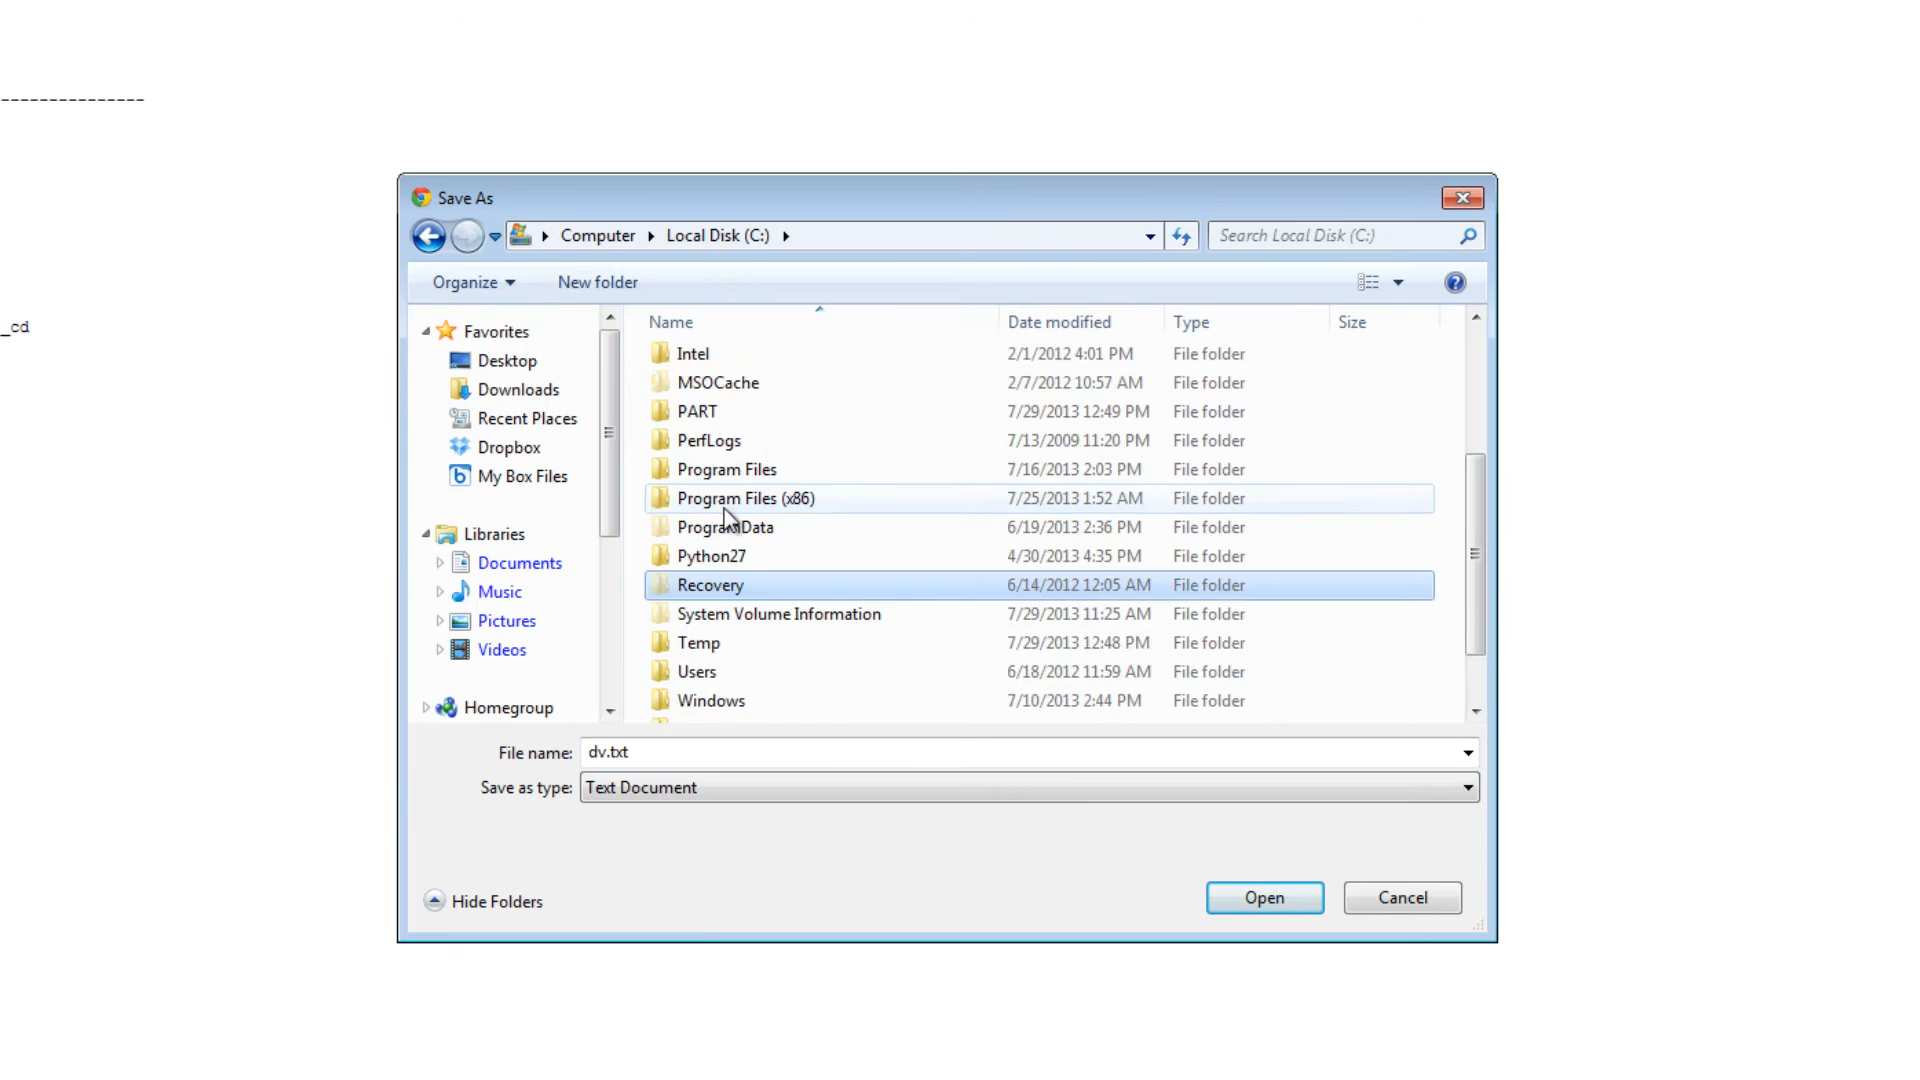 ---------------
_cd
Save As
Computer Local Disk (C:)
Search Local Disk (C:)
Organize New folder
Name Date modified Type Size
Favorites
Desktop
Downloads
Recent Places
Dropbox
My Box Files
Libraries
Documents
Music
Pictures
Videos
Homegroup
Intel 2/1/2012 4:01 PM File folder
MSOCache 2/7/2012 10:57 AM File folder
PART 7/29/2013 12:49 PM File folder
PerfLogs 7/13/2009 11:20 PM File folder
Program Files 7/16/2013 2:03 PM File folder
Program Files (x86) 7/25/2013 1:52 AM File folder
ProgramData 6/19/2013 2:36 PM File folder
Python27 4/30/2013 4:35 PM File folder
Recovery 6/14/2012 12:05 AM File folder
System Volume Information 7/29/2013 11:25 AM File folder
Temp 7/29/2013 12:48 PM File folder
Users 6/18/2012 11:59 AM File folder
Windows 7/10/2013 2:44 PM File folder
File name: dv.txt
Save as type: Text Document
Hide Folders
Open Cancel